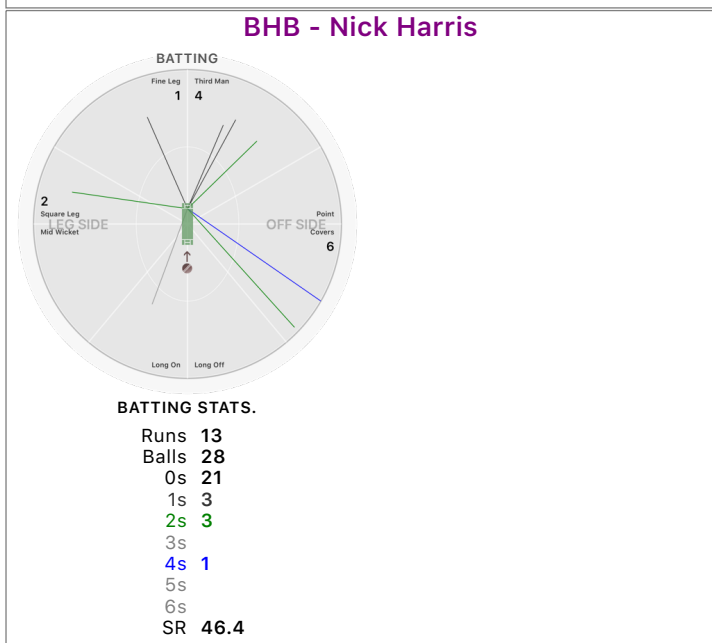 BHB - Nick Harris
BATTING
Fine Leg Third Man
1 4
2
Square Leg Point
LEG SIDE OFF SIDE
Mid Wicket Covers
6
Long On Long Off
BATTING STATS.
Runs 13
Balls 28
0s 21
1s 3
2s 3
3s
4s 1
5s
6s
SR 46.4